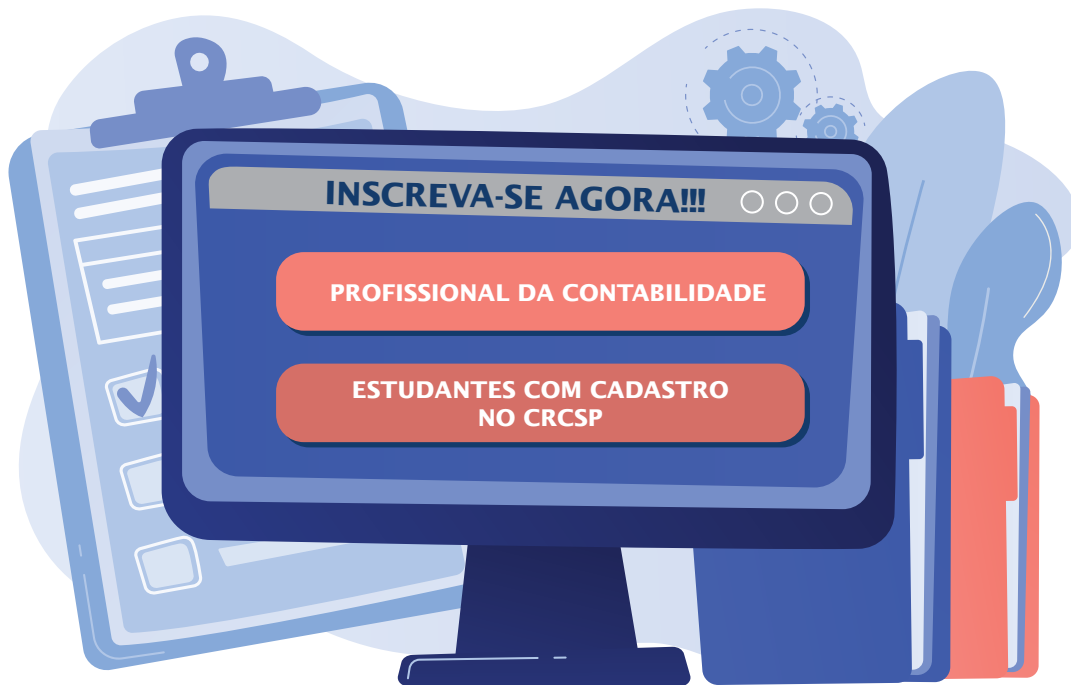 INSCREVA-SE AGORA!!!
PROFISSIONAL DA CONTABILIDADE
ESTUDANTES COM CADASTRO
NO CRCSP